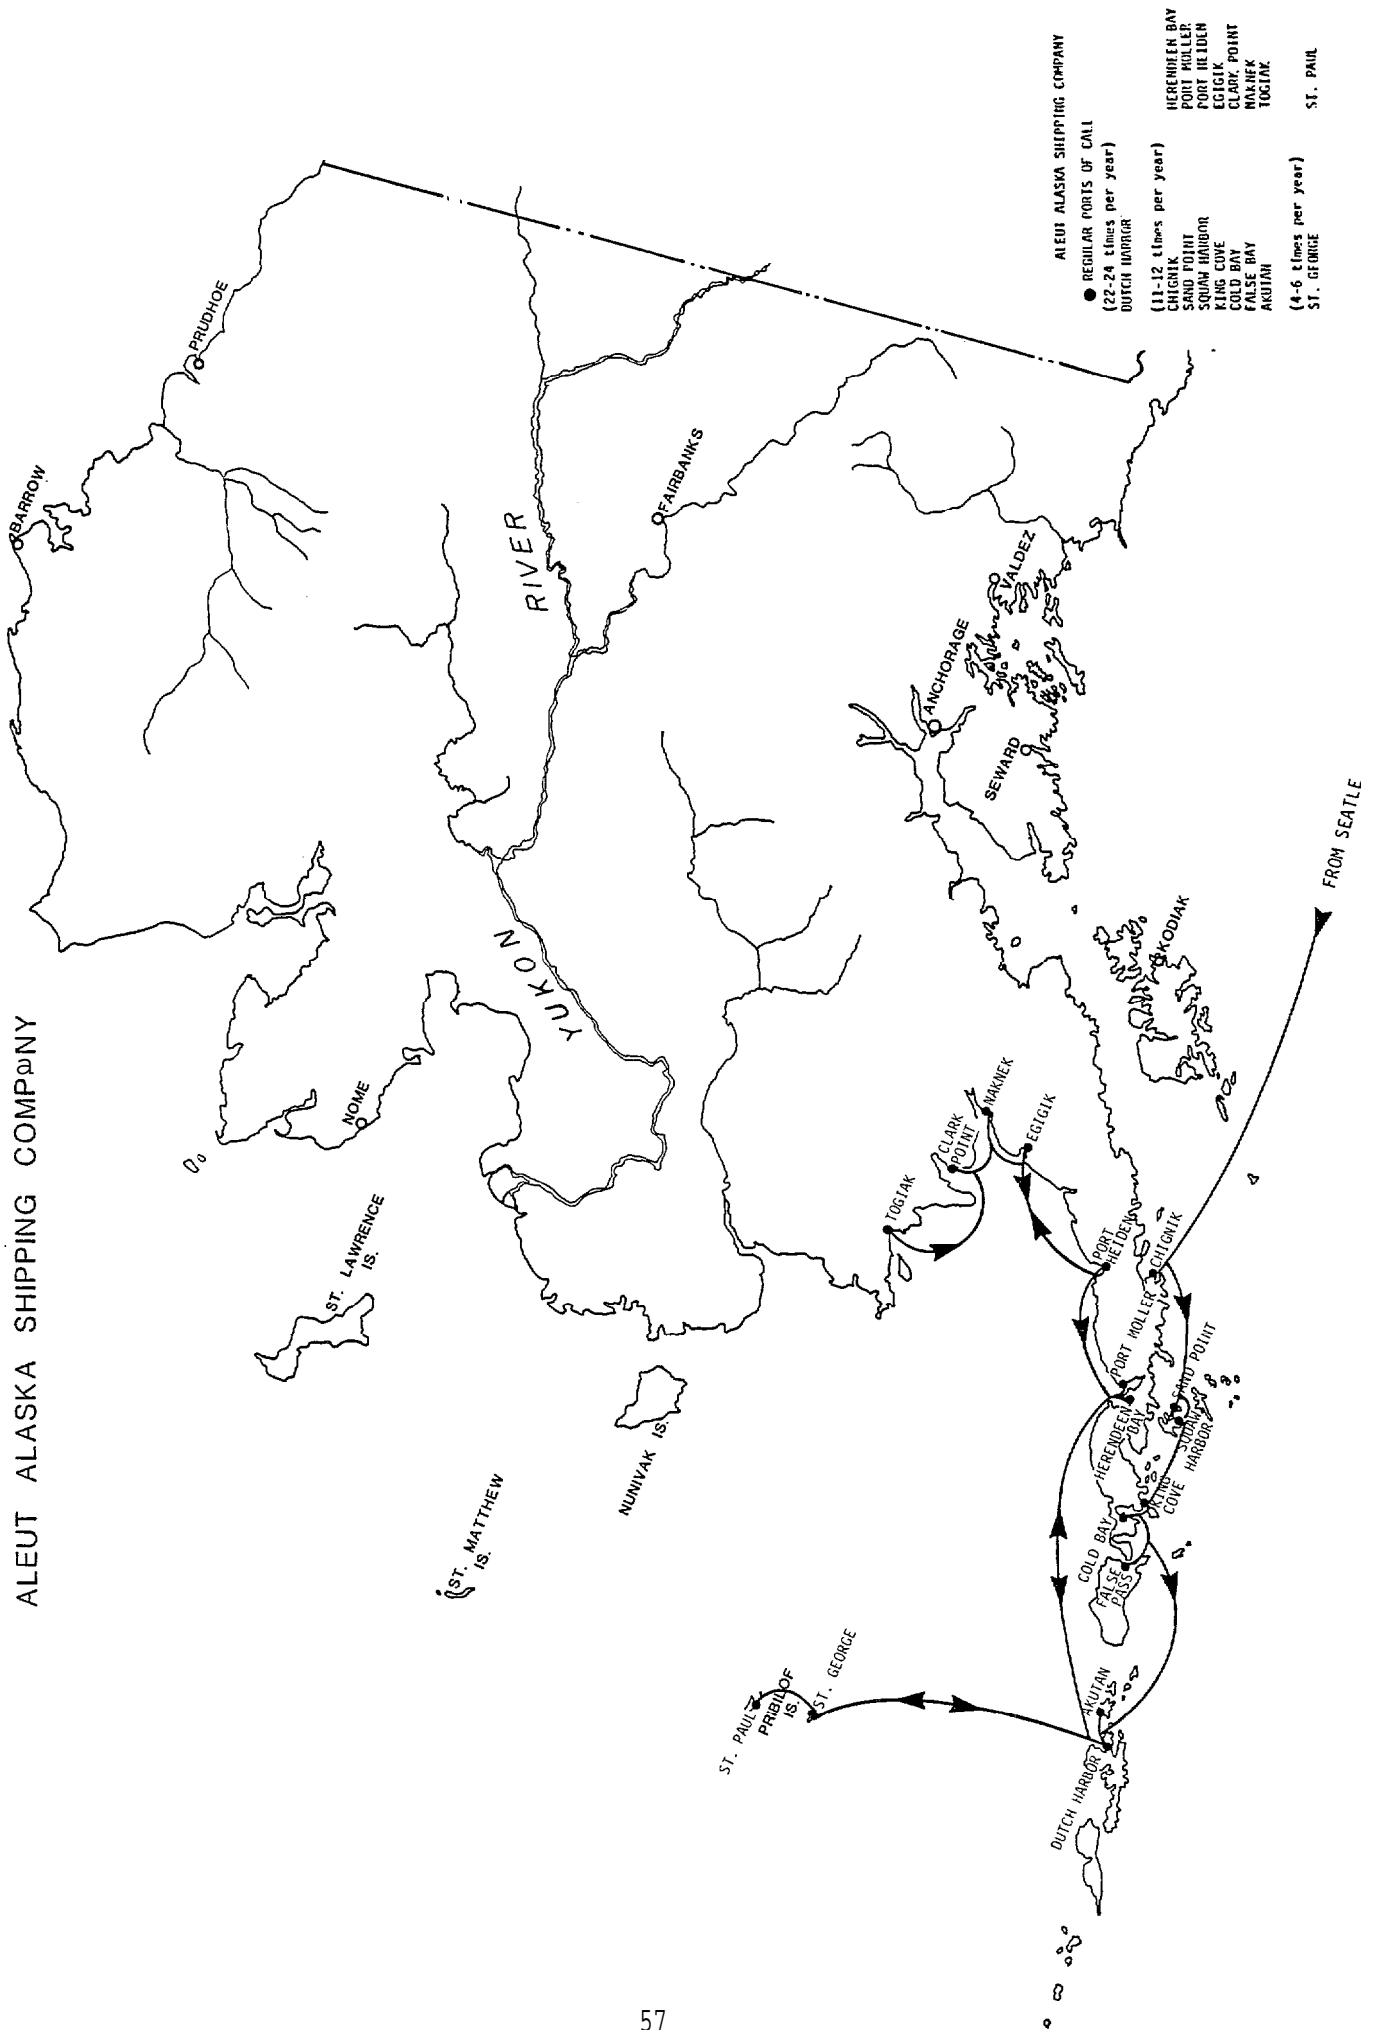 ALEUT ALASKA SHIPPING COMPANY
BARROW
PRUDHOE
NOME
ST. LAWRENCE
IS.
YUKON
RIVER
FAIRBANKS
ST. MATTHEW
IS.
NUNIVAK IS.
ANCHORAGE
VALDEZ
SEWARD
KODIAK
TOGIAK
CLARK
POINT
NAKNEK
EGIGIK
PORT
HEIDEN
PORT MOLLER
CHIGNIK
HERENDEEN
BAY
SAND POINT
SQUAW
HARBOR
KING
COVE
COLD BAY
FALSE
PASS
ST. PAUL
PRIBILOF
IS.
ST. GEORGE
AKUTAN
DUTCH HARBOR
FROM SEATLE
ALEUT ALASKA SHIPPING COMPANY
● REGULAR PORTS OF CALL
(22-24 times per year)
DUTCH HARBOR
(11-12 times per year)
CHIGNIK HERENDEEN BAY
SAND POINT PORT MOLLER
SQUAW HARBOR PORT HEIDEN
KING COVE EGIGIK
COLD BAY CLARK POINT
FALSE BAY NAKNEK
AKUTAN TOGIAK
(4-6 times per year)
ST. GEORGE ST. PAUL
57